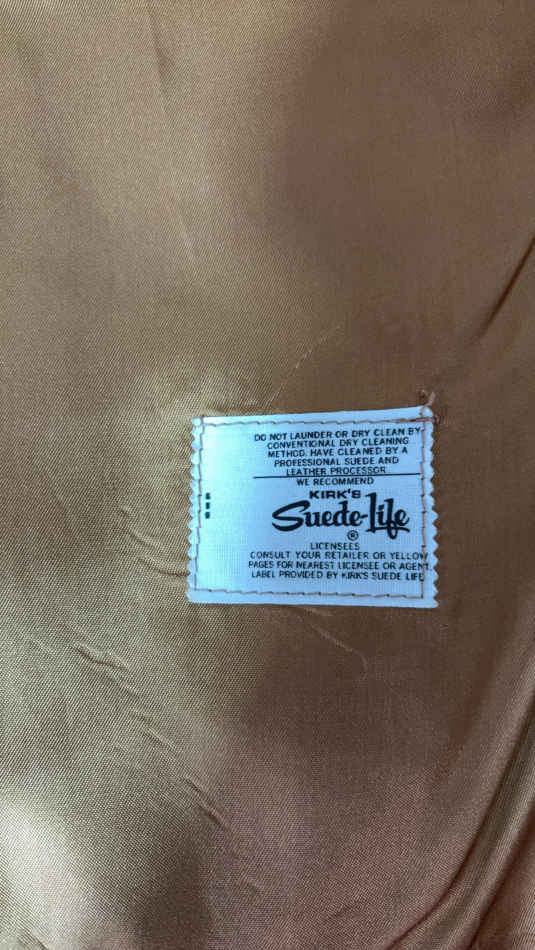 DO NOT LAUNDER OR DRY CLEAN BY
CONVENTIONAL DRY CLEANING
METHOD. HAVE CLEANED BY A
PROFESSIONAL SUEDE AND
LEATHER PROCESSOR
WE RECOMMEND
KIRK'S
Suede-Life
®
LICENSEES
CONSULT YOUR RETAILER OR YELLOW
PAGES FOR NEAREST LICENSEE OR AGENT
LABEL PROVIDED BY KIRK'S SUEDE LIFE